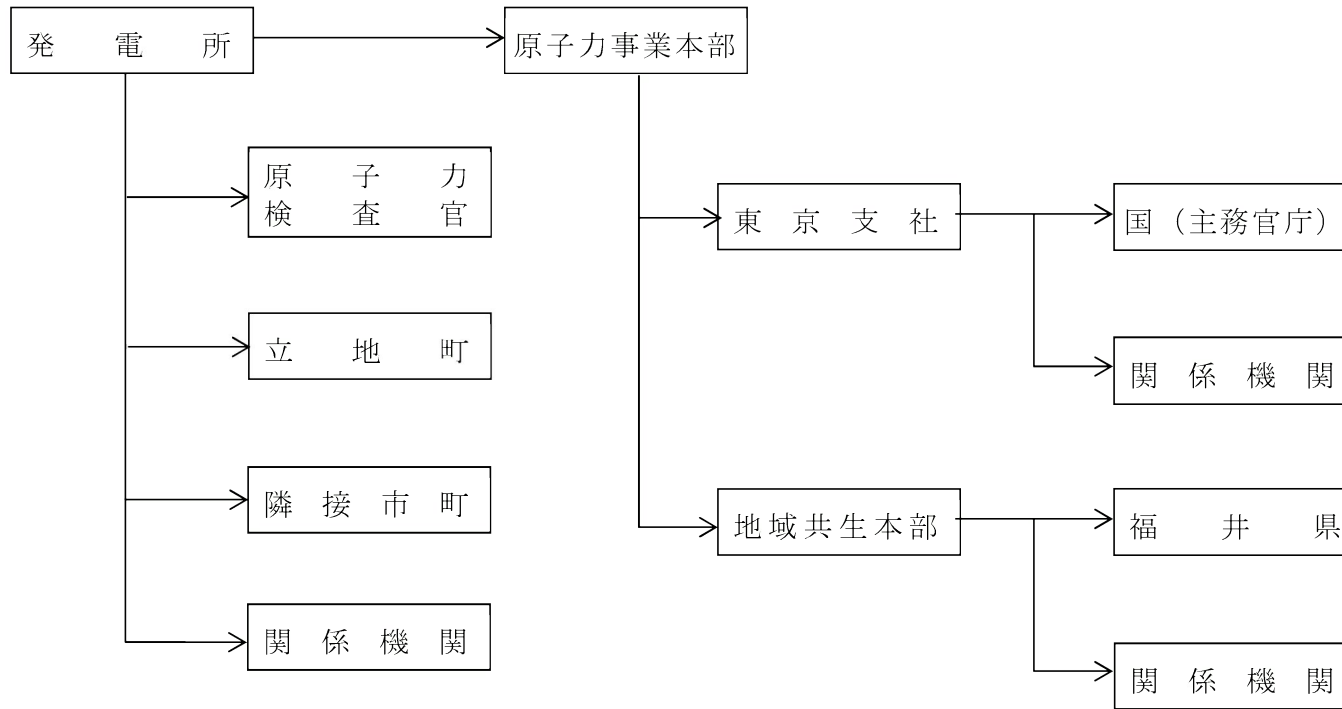 発電所
原子力事業本部
原子力
検査官
東京支社
国（主務官庁）
立地町
関係機関
隣接市町
地域共生本部
福井県
関係機関
関係機関